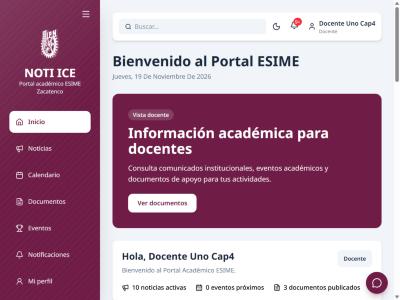 NOTI ICE
Portal académico ESIME
Zacatenco
Inicio
Noticias
Calendario
Documentos
Eventos
Notificaciones
Mi perfil
Buscar...
Docente Uno Cap4
Docente
Bienvenido al Portal ESIME
Jueves, 19 De Noviembre De 2026
Vista docente
Información académica para
docentes
Consulta comunicados institucionales, eventos académicos y
documentos de apoyo para tus actividades.
Ver documentos
Hola, Docente Uno Cap4
Bienvenido al Portal Académico ESIME.
Docente
10 noticias activas
0 eventos próximos
3 documentos publicados